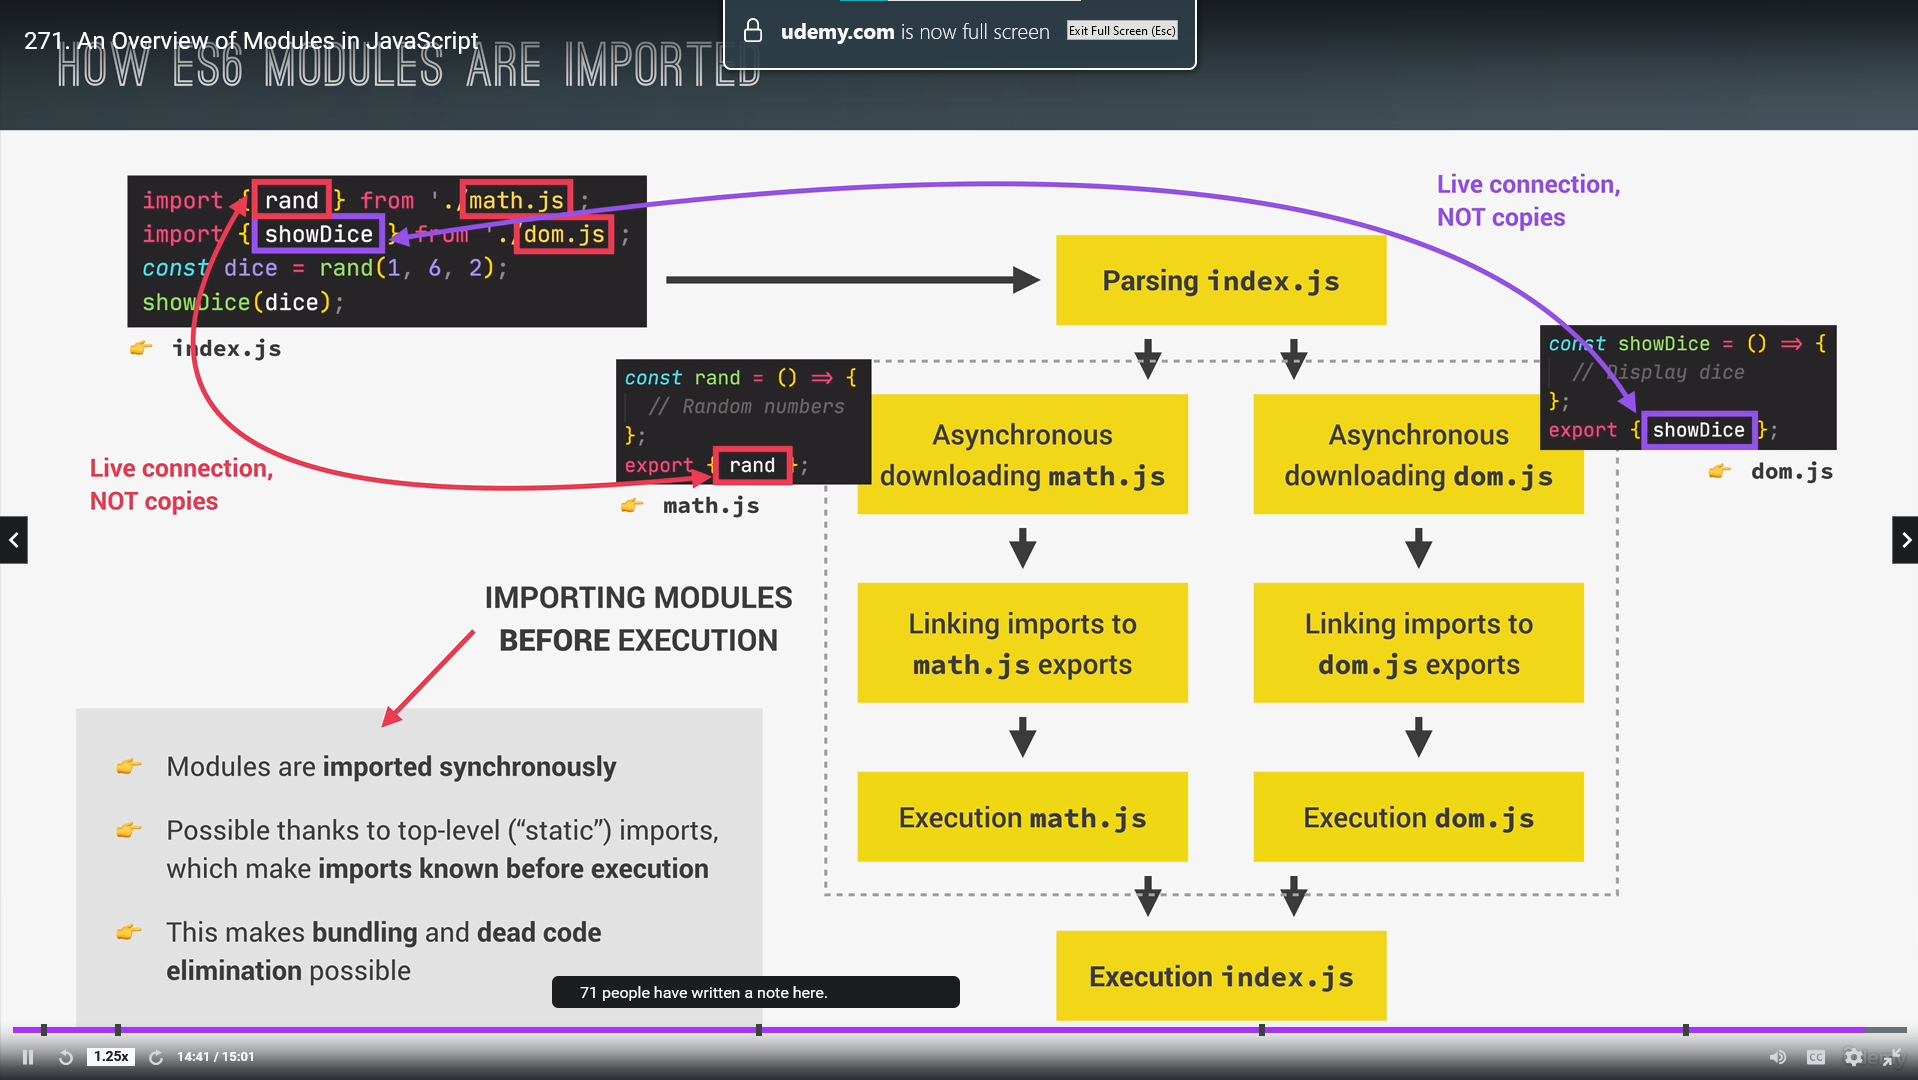 271. An Overview of Modules in JavaScript
udemy.com is now full screen
Exit Full Screen (Esc)
HOW ES6 MODULES ARE IMPORTED
import { rand } from './math.js ;
import { showDice } from './dom.js ;
const dice = rand(1, 6, 2);
showDice(dice);
👉 index.js
Live connection,
NOT copies
Parsing index.js
const showDice = () => {
// Display dice
};
export { showDice };
👉 dom.js
const rand = () => {
// Random numbers
};
export { rand };
👉 math.js
Live connection,
NOT copies
Asynchronous
downloading math.js
Asynchronous
downloading dom.js
Linking imports to
math.js exports
Linking imports to
dom.js exports
Execution math.js
Execution dom.js
Execution index.js
IMPORTING MODULES
BEFORE EXECUTION
👉 Modules are imported synchronously
👉 Possible thanks to top-level (“static”) imports,
which make imports known before execution
👉 This makes bundling and dead code
elimination possible
71 people have written a note here.
1.25x
14:41 / 15:01
CC